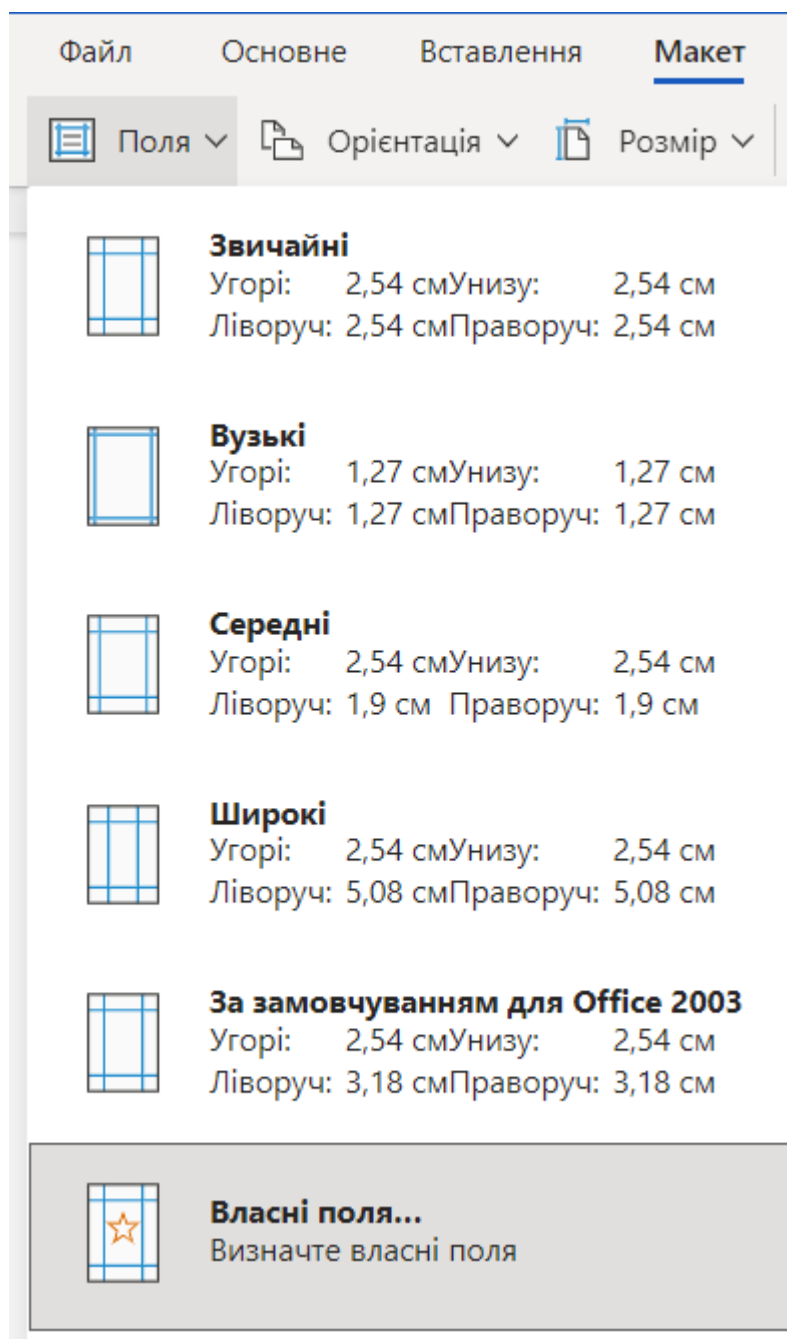 Файл Основне Вставлення Макет
Поля Орієнтація Розмір
Звичайні
Угорі: 2,54 смУнизу: 2,54 см
Ліворуч: 2,54 смПраворуч: 2,54 см
Вузькі
Угорі: 1,27 смУнизу: 1,27 см
Ліворуч: 1,27 смПраворуч: 1,27 см
Середні
Угорі: 2,54 смУнизу: 2,54 см
Ліворуч: 1,9 см Праворуч: 1,9 см
Широкі
Угорі: 2,54 смУнизу: 2,54 см
Ліворуч: 5,08 смПраворуч: 5,08 см
За замовчуванням для Office 2003
Угорі: 2,54 смУнизу: 2,54 см
Ліворуч: 3,18 смПраворуч: 3,18 см
Власні поля...
Визначте власні поля